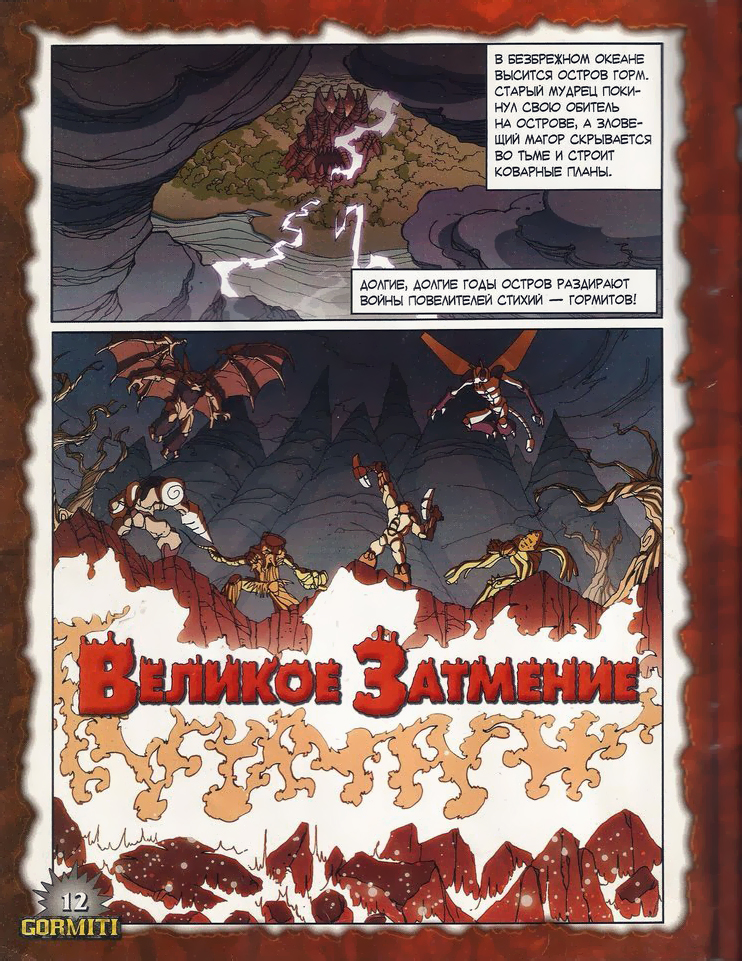 В БЕЗБРЕЖНОМ ОКЕАНЕ
ВЫСИТСЯ ОСТРОВ ГОРМ.
СТАРЫЙ МУДРЕЦ ПОКИ-
НУЛ СВОЮ ОБИТЕЛЬ
НА ОСТРОВЕ, А ЗЛОВЕ-
ЩИЙ МАГОР СКРЫВАЕТСЯ
ВО ТЬМЕ И СТРОИТ
КОВАРНЫЕ ПЛАНЫ.
ДОЛГИЕ, ДОЛГИЕ ГОДЫ ОСТРОВ РАЗДИРАЮТ
ВОЙНЫ ПОВЕЛИТЕЛЕЙ СТИХИЙ — ГОРМИТОВ!
ВЕЛИКОЕ ЗАТМЕНИЕ
12
GORMITI